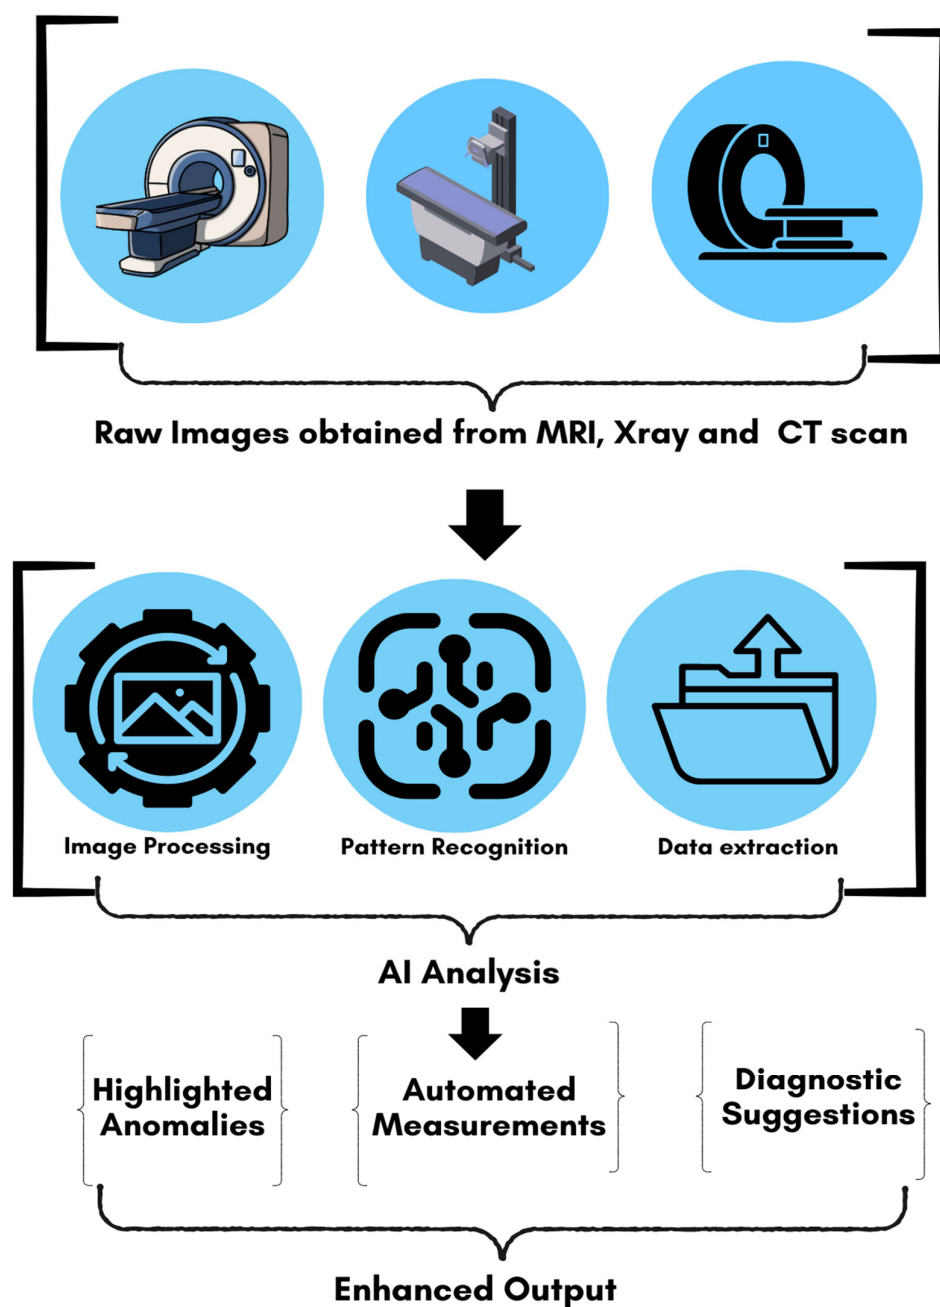 Raw Images obtained from MRI, Xray and CT scan
Image Processing
Pattern Recognition
Data extraction
AI Analysis
Highlighted
Anomalies
Automated
Measurements
Diagnostic
Suggestions
Enhanced Output